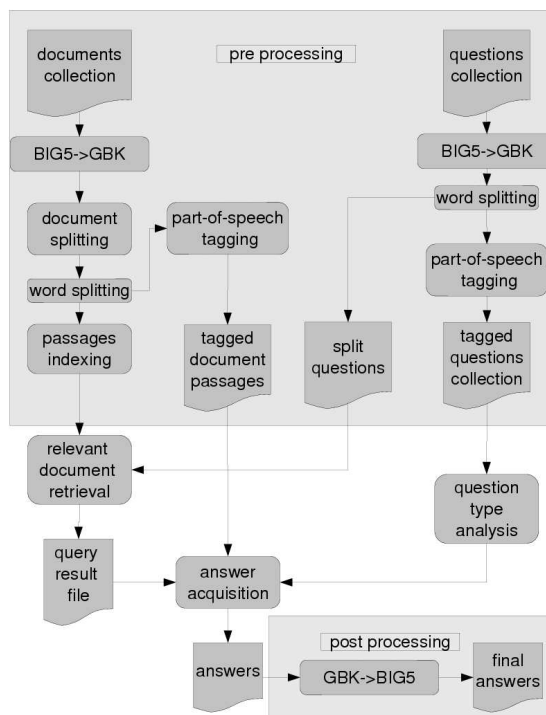 documents
collection
pre processing
questions
collection
BIG5->GBK
BIG5->GBK
document
splitting
part-of-speech
tagging
word splitting
word splitting
part-of-speech
tagging
passages
indexing
tagged
document
passages
split
questions
tagged
questions
collection
relevant
document
retrieval
question
type
analysis
query
result
file
answer
acquisition
answers
post processing
GBK->BIG5
final
answers